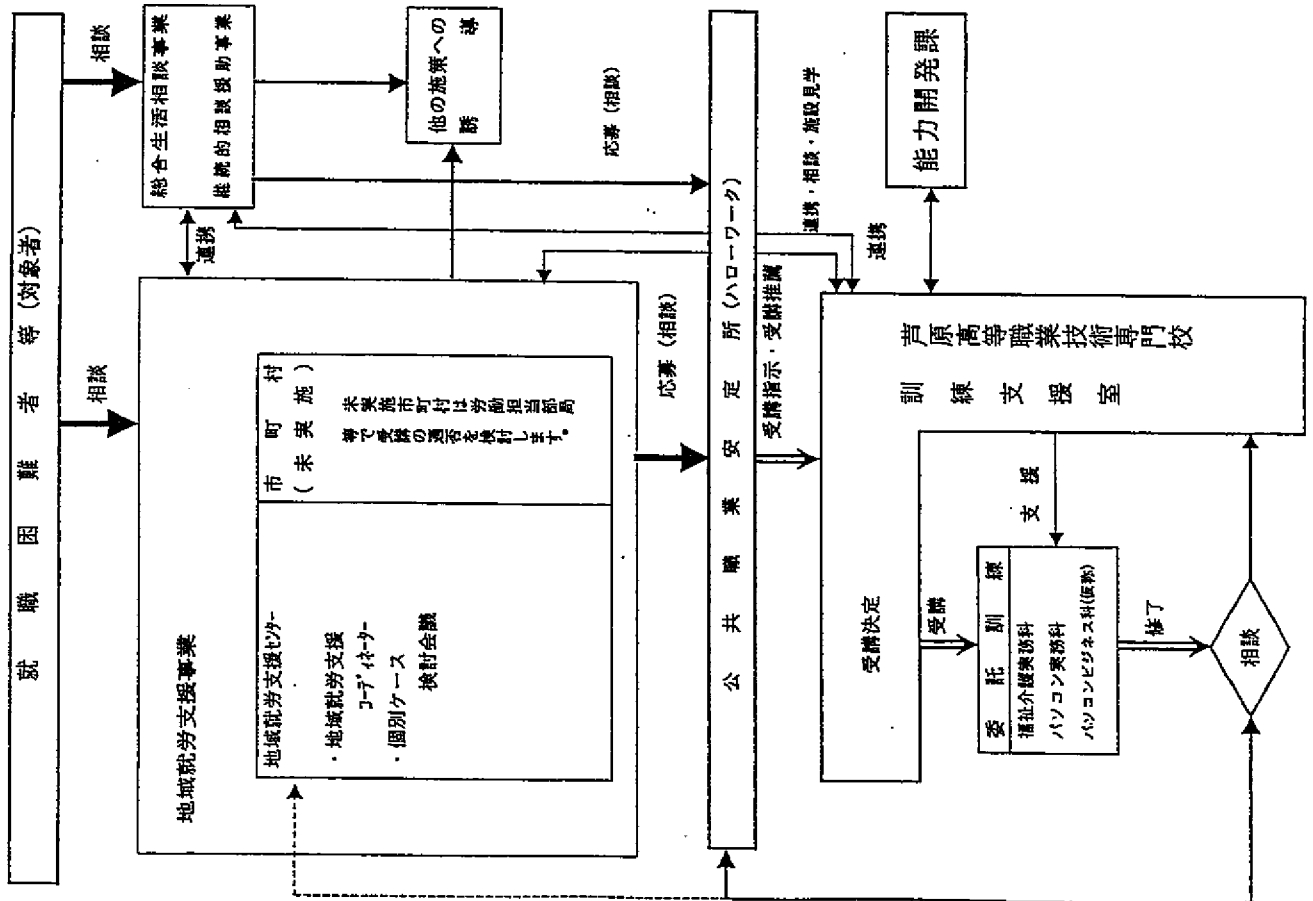 就職困難者等(対象者)
相談
相談
地域就労支援事業
地域就労支援センター
・地域就労支援
コーディネーター
・個別ケース
検討会議
市町村
(未実施)
未実施市町村は労働担当部局
等で受講の適否を検討します。
連携
総合生活相談事業
継続的相談援助事業
他の施策への
誘導
応募(相談)
応募(相談)
公共職業安定所(ハローワーク)
受講指示・受講推薦
連携・相談・施設見学
連携
能力開発課
芦原高等職業技術専門校
訓練支援室
受講決定
受講
支援
委託訓練
福祉介護実務科
パソコン実務科
パソコンビジネス科(仮称)
修了
相談